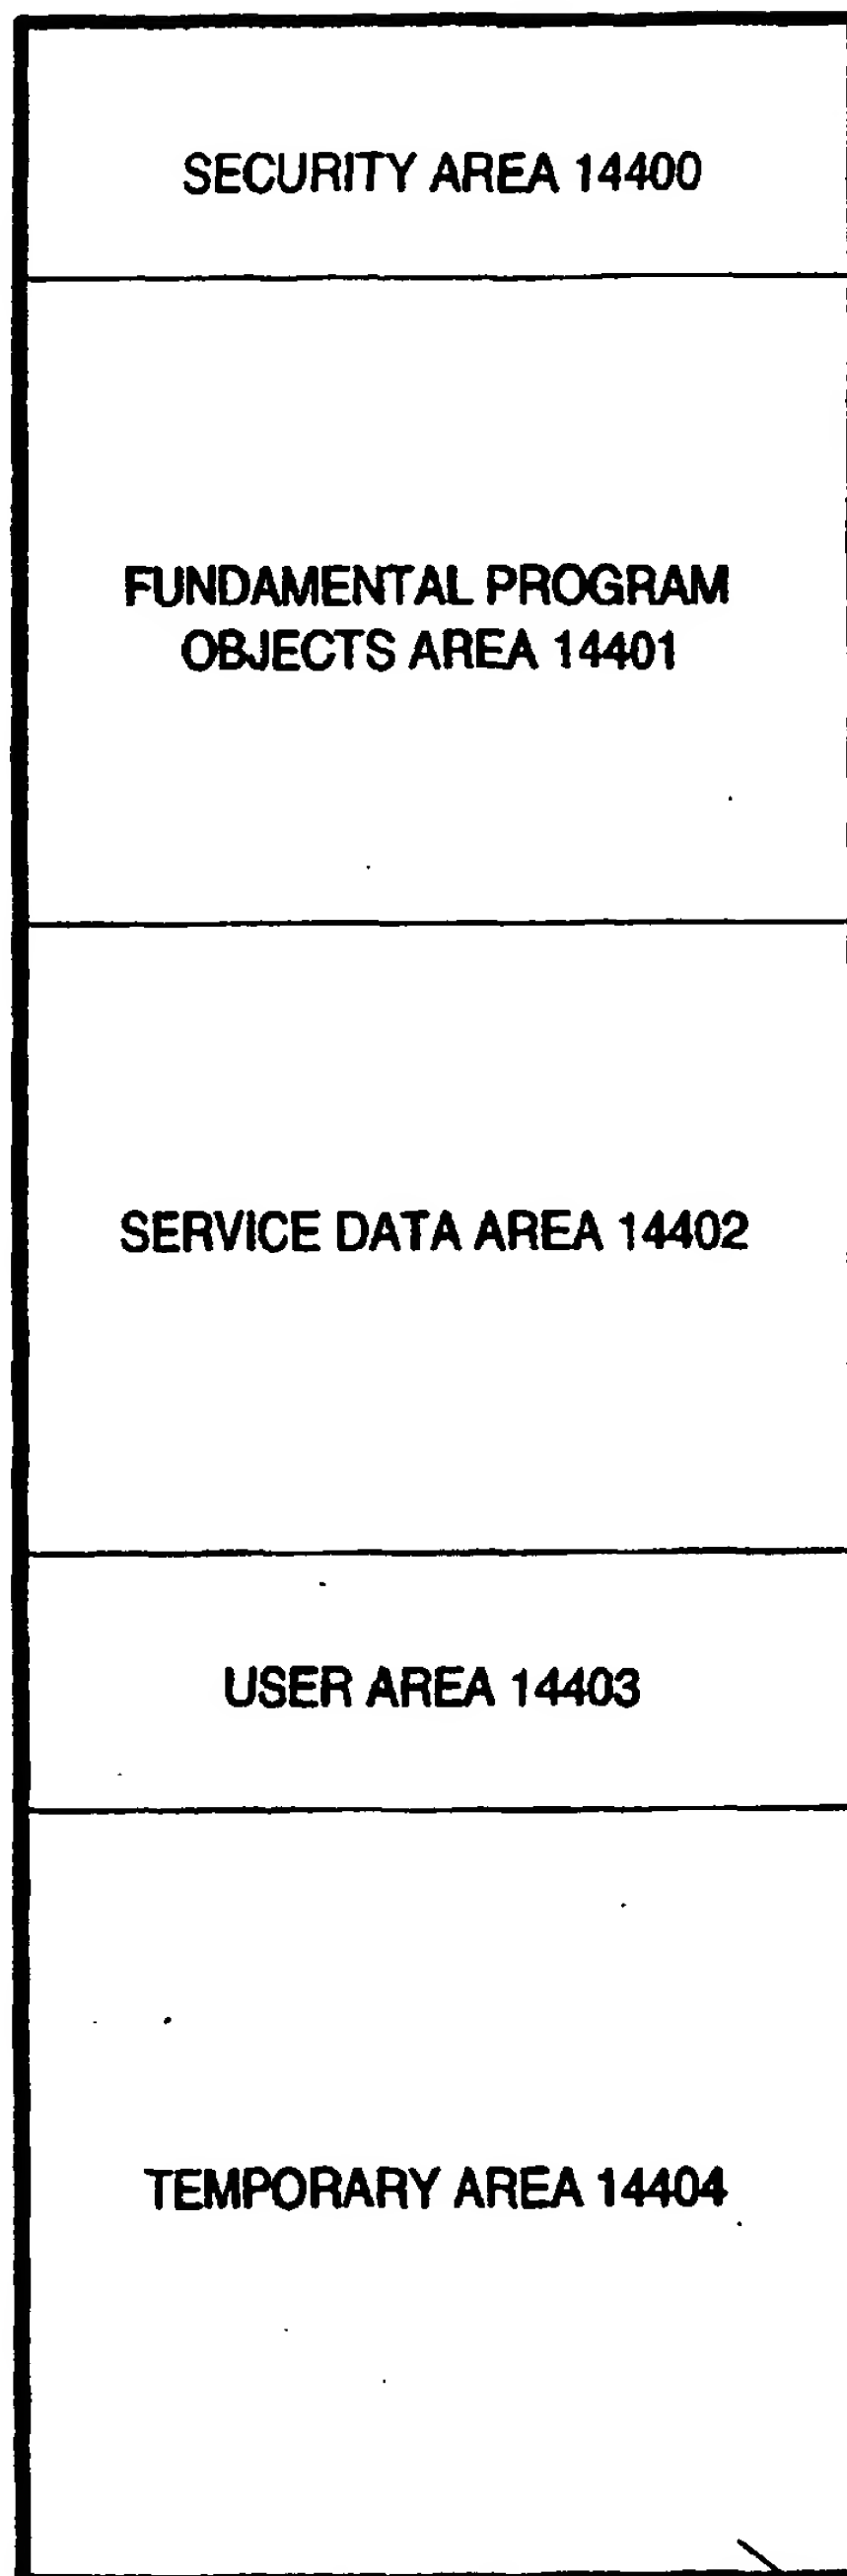 SECURITY AREA 14400
FUNDAMENTAL PROGRAM
OBJECTS AREA 14401
SERVICE DATA AREA 14402
USER AREA 14403
TEMPORARY AREA 14404